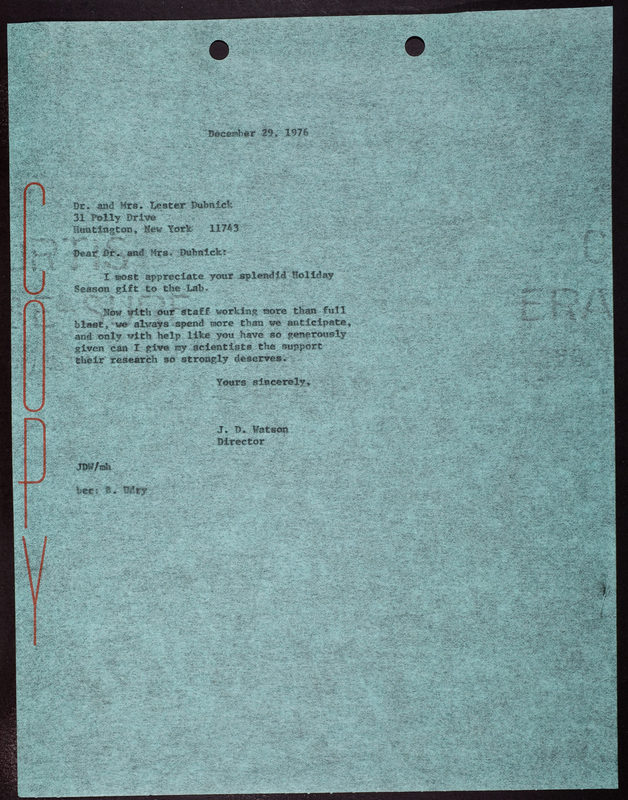 December 29, 1976
Dr. and Mrs. Lester Dubnick
31 Polly Drive
Huntington, New York 11743
Dear Dr. and Mrs. Dubnick:
I most appreciate your splendid Holiday
Season gift to the Lab.
Now with our staff working more than full
blast, we always spend more than we anticipate,
and only with help like you have so generously
given can I give my scientists the support
their research so strongly deserves.
Yours sincerely,
J. D. Watson
Director
JDW/mh
bcc: B. Udry
COPY
ERA